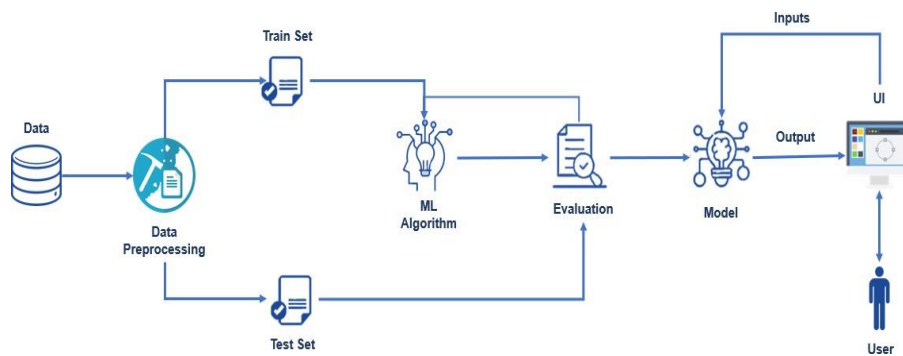 Inputs
Train Set
UI
Data
Output
ML
Algorithm
Evaluation
Model
Data
Preprocessing
Test Set
User